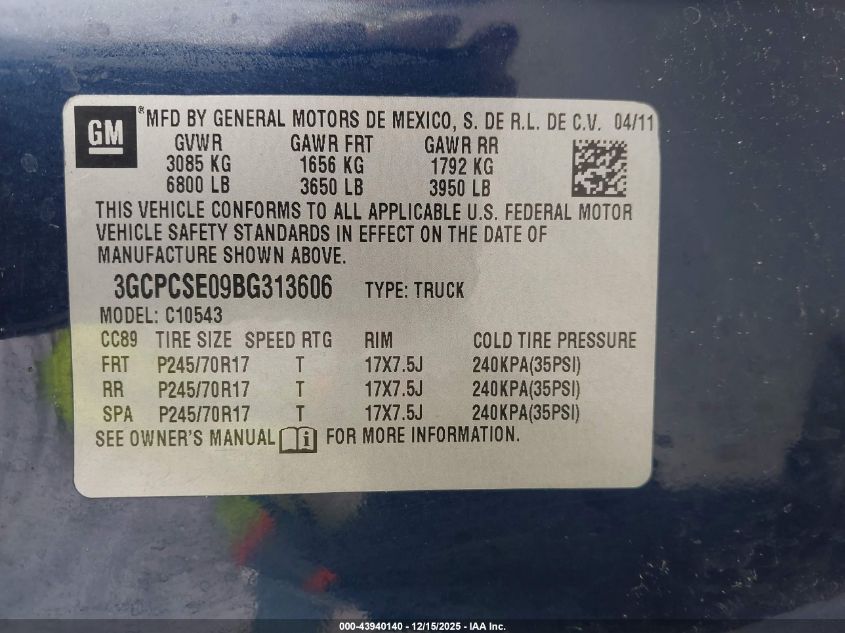 GM ® MFD BY GENERAL MOTORS DE MEXICO, S. DE R.L. DE C.V. 04/11
GVWR GAWR FRT GAWR RR
3085 KG 1656 KG 1792 KG
6800 LB 3650 LB 3950 LB
THIS VEHICLE CONFORMS TO ALL APPLICABLE U.S. FEDERAL MOTOR
VEHICLE SAFETY STANDARDS IN EFFECT ON THE DATE OF
MANUFACTURE SHOWN ABOVE.
3GCPCSE09BG313606 TYPE: TRUCK
MODEL: C10543
CC89 TIRE SIZE SPEED RTG RIM COLD TIRE PRESSURE
FRT P245/70R17 T 17X7.5J 240KPA(35PSI)
RR P245/70R17 T 17X7.5J 240KPA(35PSI)
SPA P245/70R17 T 17X7.5J 240KPA(35PSI)
SEE OWNER'S MANUAL i FOR MORE INFORMATION.
000-43940140 - 12/15/2025 - IAA Inc.